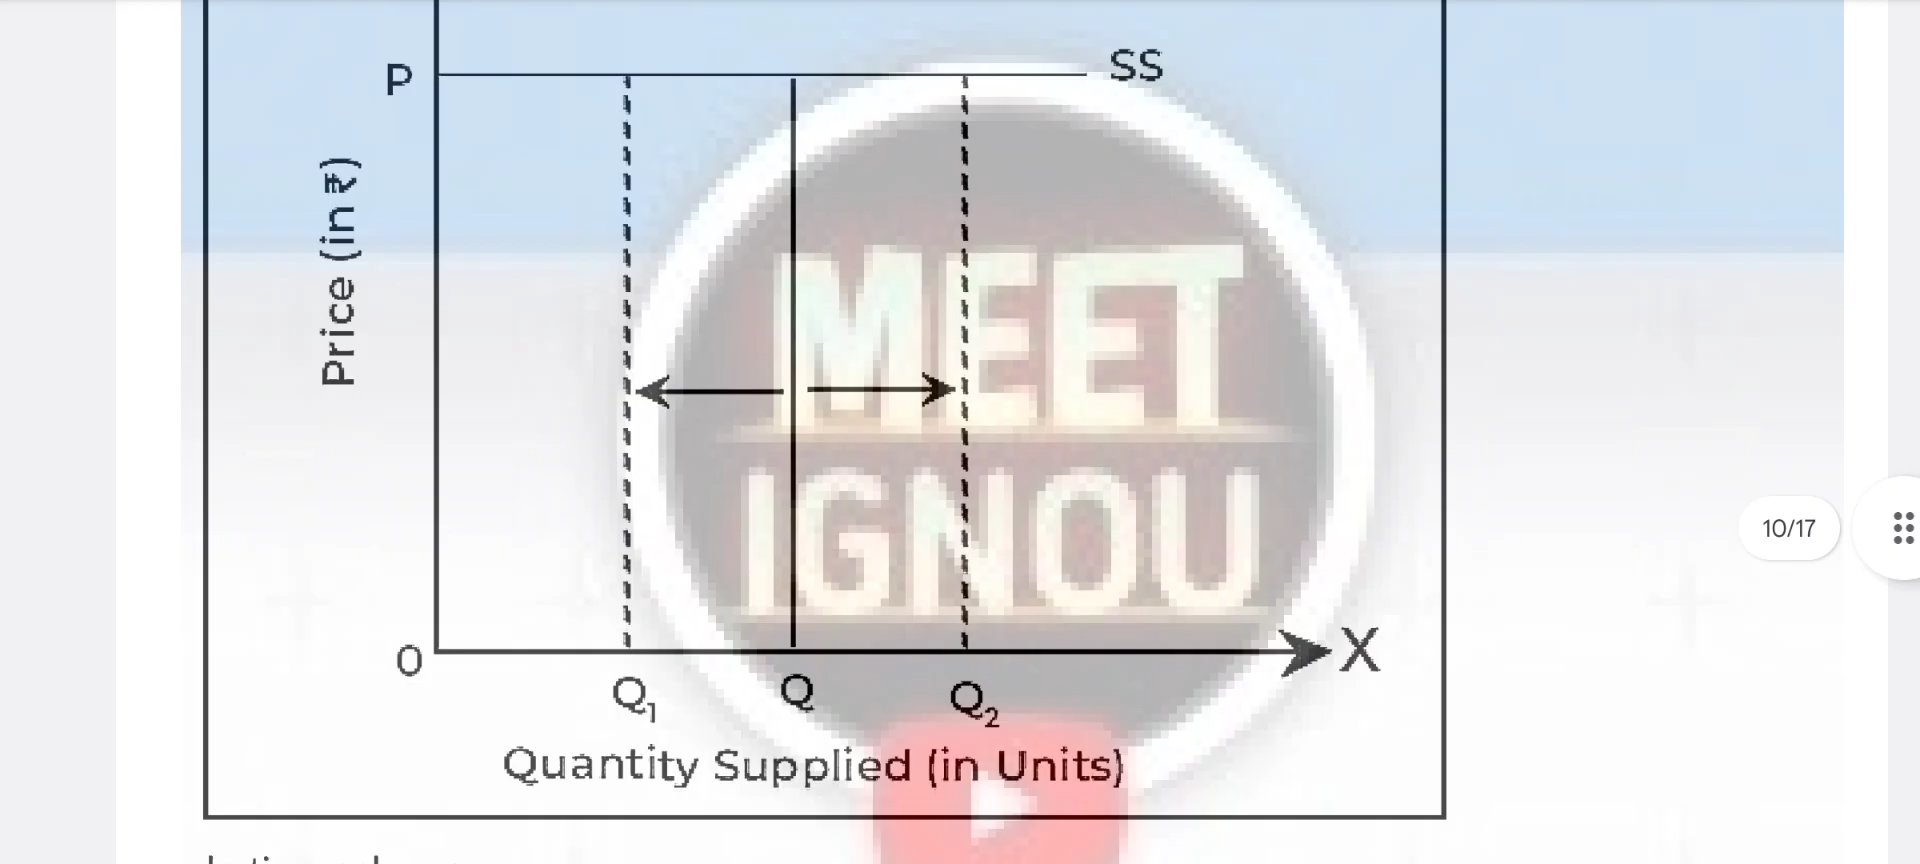 P
SS
Price (in ₹)
MEET
IGNOU
10/17
0
X
Q₁ Q Q₂
Quantity Supplied (in Units)